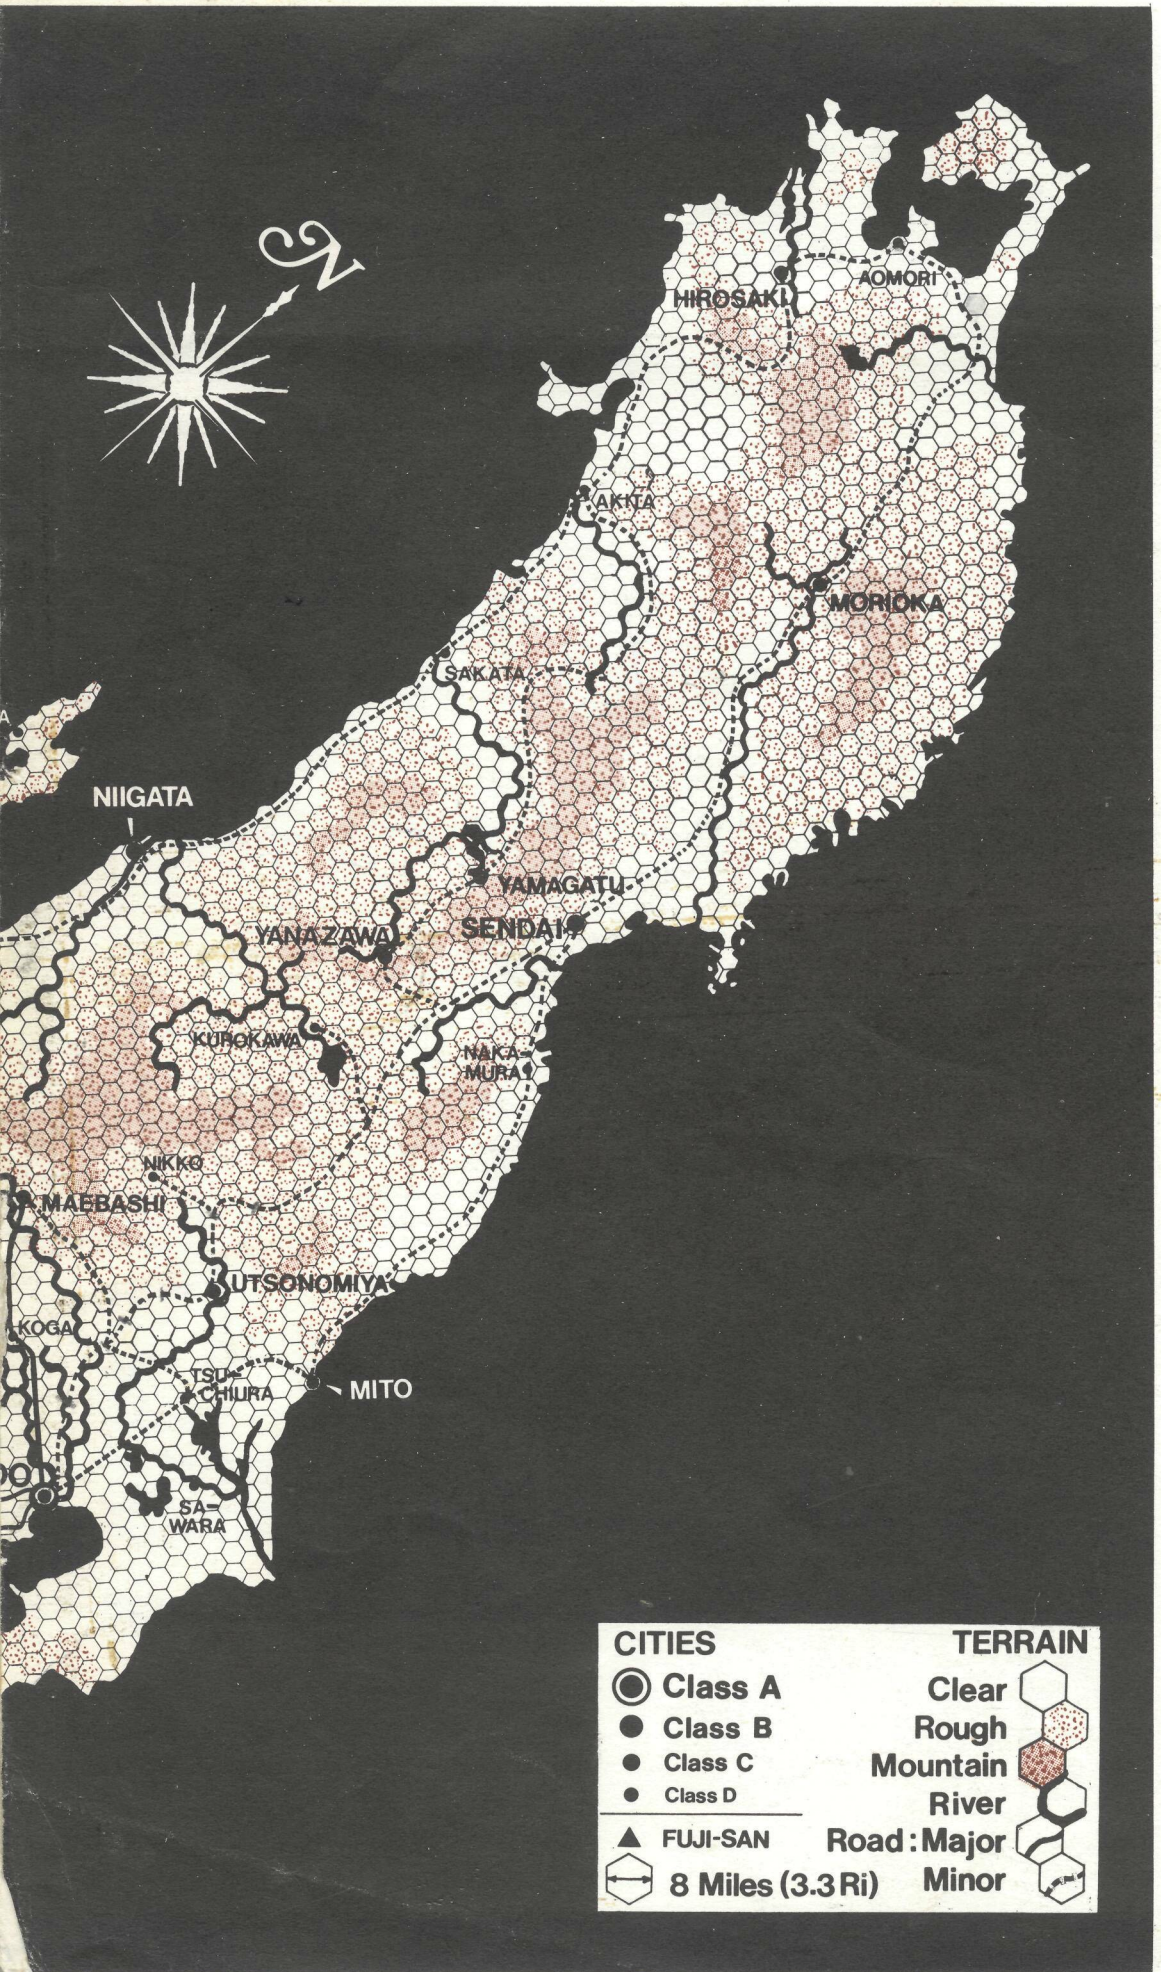 N
AOMORI
HIROSAKI
AKITA
MORIOKA
SAKATA
NIIGATA
YAMAGATU
SENDAI
YANAZAWA
KUROKAWA
NAKA-
MURA
NIKKO
MAEBASHI
UTSONOMIYA
KOGA
TSU-
CHIURA
MITO
SA-
WARA
CITIES
Class A
Class B
Class C
Class D
FUJI-SAN
8 Miles (3.3 Ri)
TERRAIN
Clear
Rough
Mountain
River
Road: Major
Minor